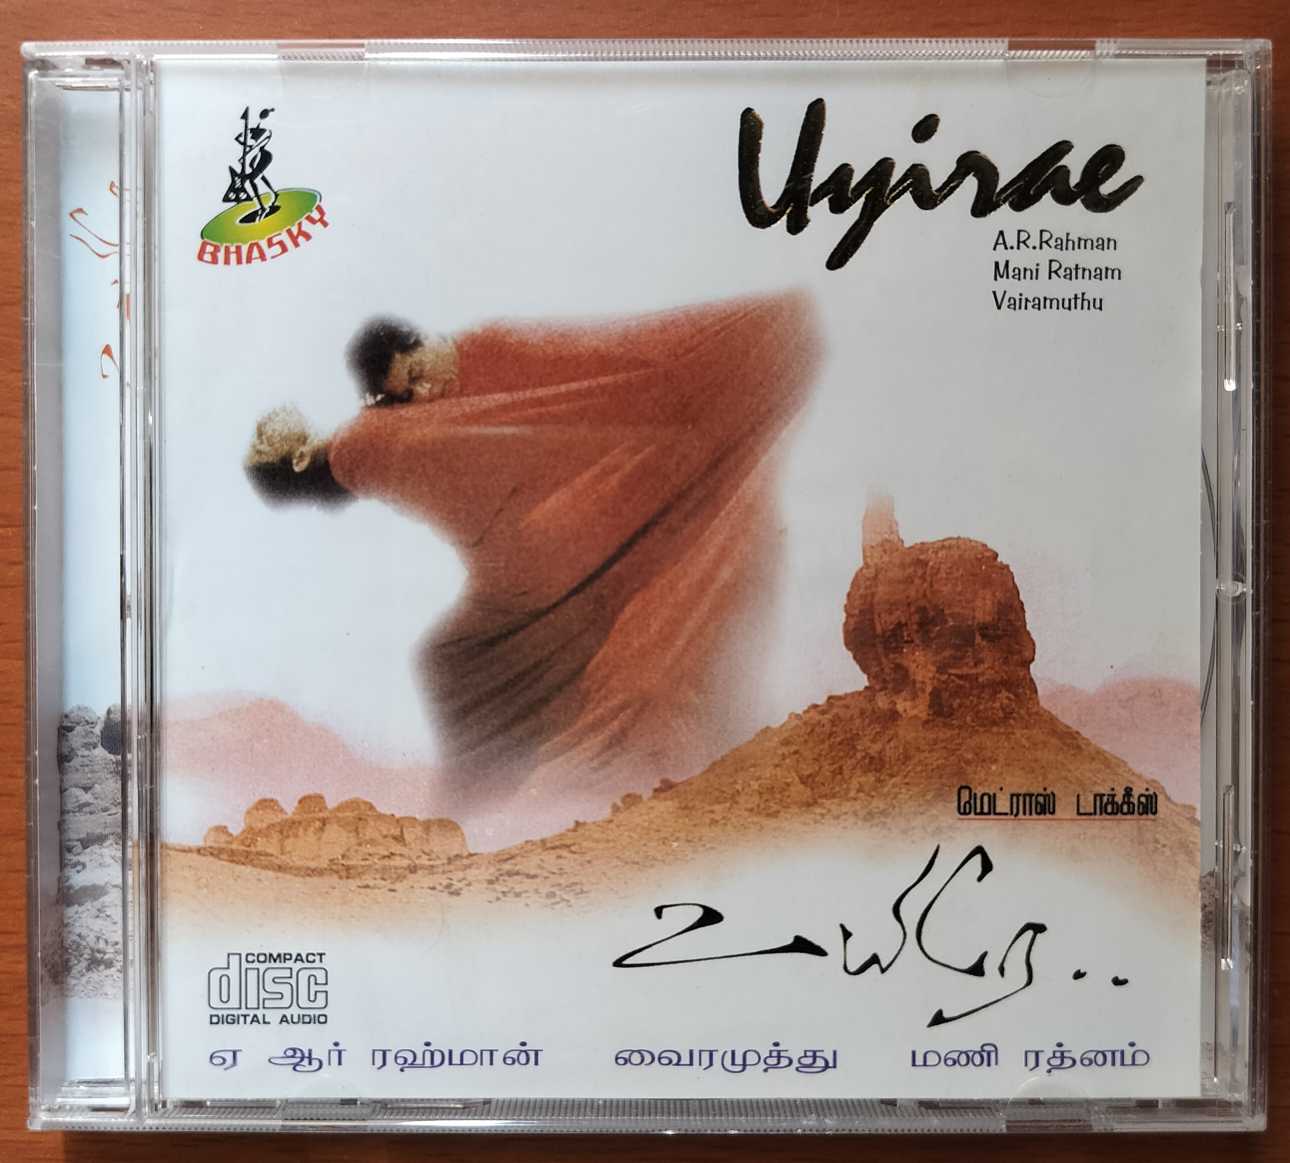 Uyirae
A.R.Rahman
Mani Ratnam
Vairamuthu
BHASKY
மேட்ராஸ் டாக்கீஸ்
உயிரே..
COMPACT
disc
DIGITAL AUDIO
ஏ ஆர் ரஹ்மான் வைரமுத்து மணி ரத்னம்